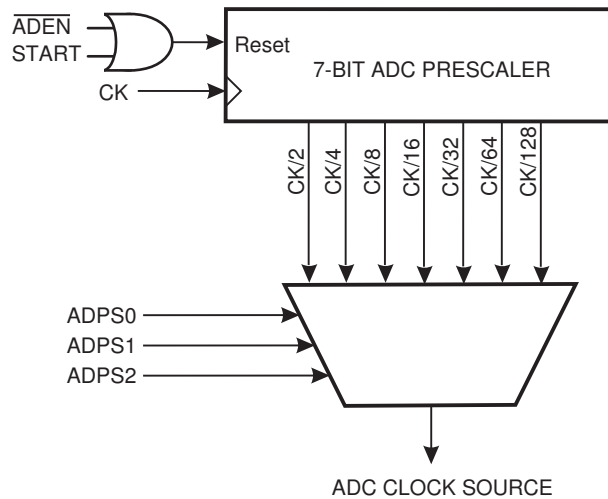 ADEN
START
Reset
7-BIT ADC PRESCALER
CK
CK/2
CK/4
CK/8
CK/16
CK/32
CK/64
CK/128
ADPS0
ADPS1
ADPS2
ADC CLOCK SOURCE